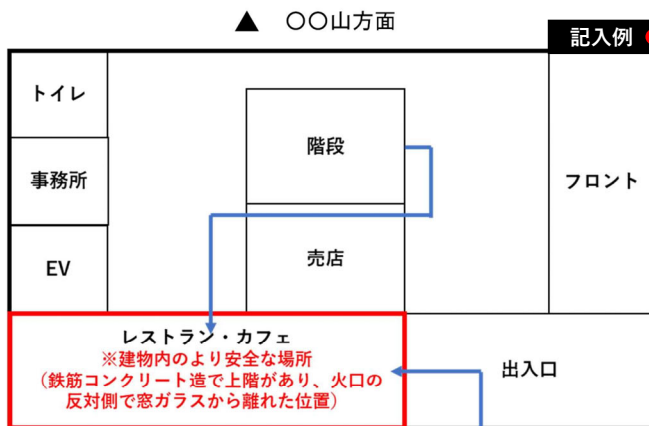 ▲ 〇〇山方面
記入例
トイレ
階段
事務所
フロント
売店
EV
レストラン・カフェ
※建物内のより安全な場所
（鉄筋コンクリート造で上階があり、火口の
反対側で窓ガラスから離れた位置）
出入口